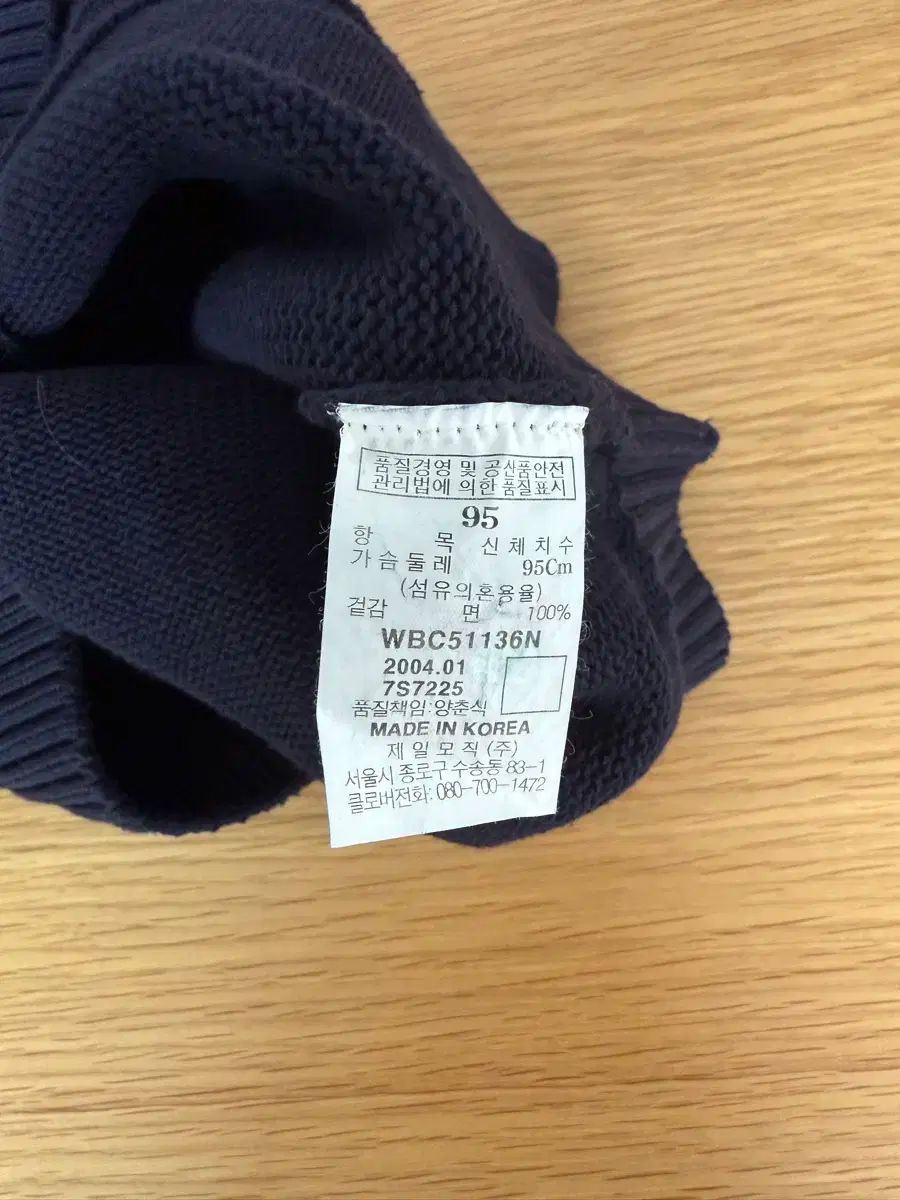 품질경영 및 공산품안전
관리법에 의한 품질표시
95
항 목 신체치수
가슴둘레 95Cm
(섬유의혼용율)
겉감 면 100%
WBC51136N
2004.01
7S7225
품질책임:양춘식
MADE IN KOREA
제일모직(주)
서울시 종로구 수송동 83-1
클로버전화: 080-700-1472